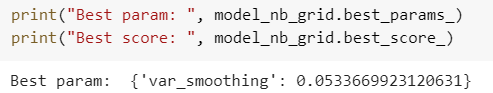 print("Best param: ", model_nb_grid.best_params_)
print("Best score: ", model_nb_grid.best_score_)
Best param:  {'var_smoothing': 0.0533669923120631}